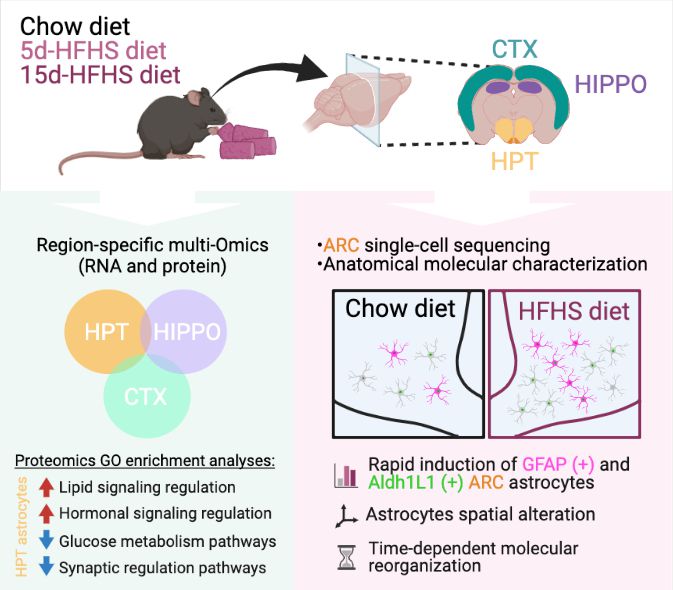 Chow diet
5d-HFHS diet
15d-HFHS diet
CTX
HIPPO
HPT
Region-specific multi-Omics
(RNA and protein)
HPT
HIPPO
CTX
Proteomics GO enrichment analyses:
HPT astrocytes
Lipid signaling regulation
Hormonal signaling regulation
Glucose metabolism pathways
Synaptic regulation pathways
•ARC single-cell sequencing
•Anatomical molecular characterization
Chow diet
HFHS diet
Rapid induction of GFAP (+) and
Aldh1L1 (+) ARC astrocytes
Astrocytes spatial alteration
Time-dependent molecular
reorganization